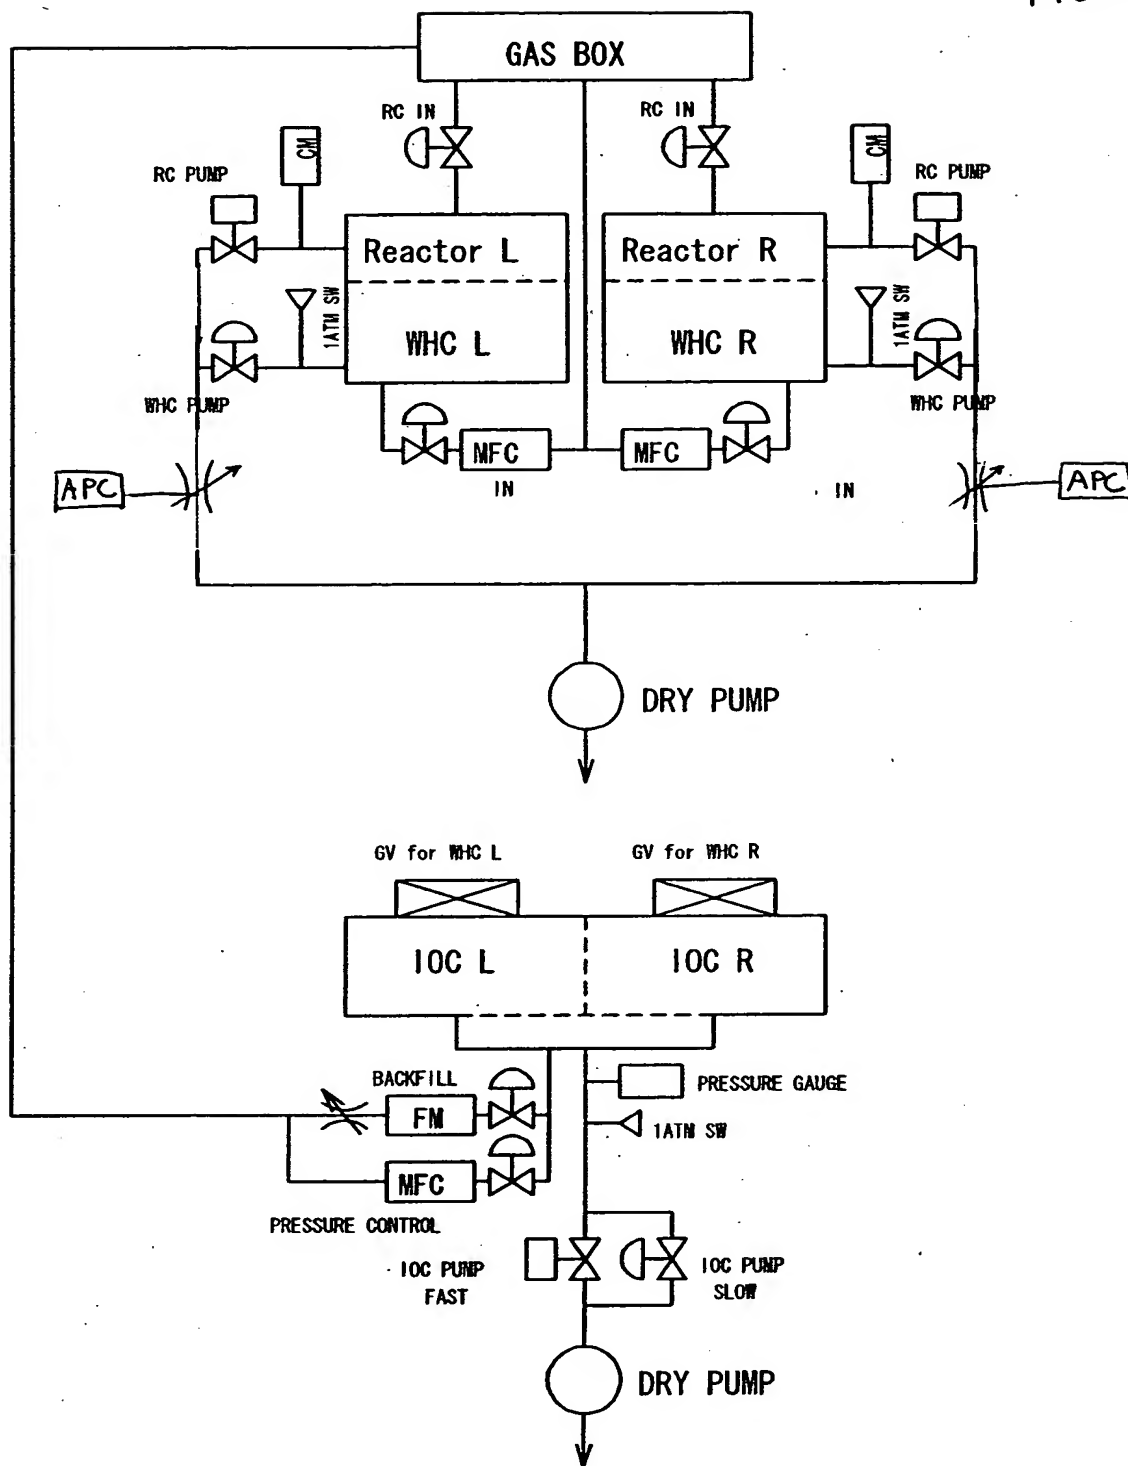 FIG
GAS BOX
RC IN
RC IN
CM
CM
RC PUMP
RC PUMP
Reactor L
Reactor R
1ATM SW
1ATM SW
WHC L
WHC R
WHC PUMP
WHC PUMP
MFC
MFC
IN
IN
APC
APC
DRY PUMP
GV for WHC L
GV for WHC R
IOC L
IOC R
BACKFILL
PRESSURE GAUGE
FM
1ATM SW
MFC
PRESSURE CONTROL
IOC PUMP
FAST
IOC PUMP
SLOW
DRY PUMP